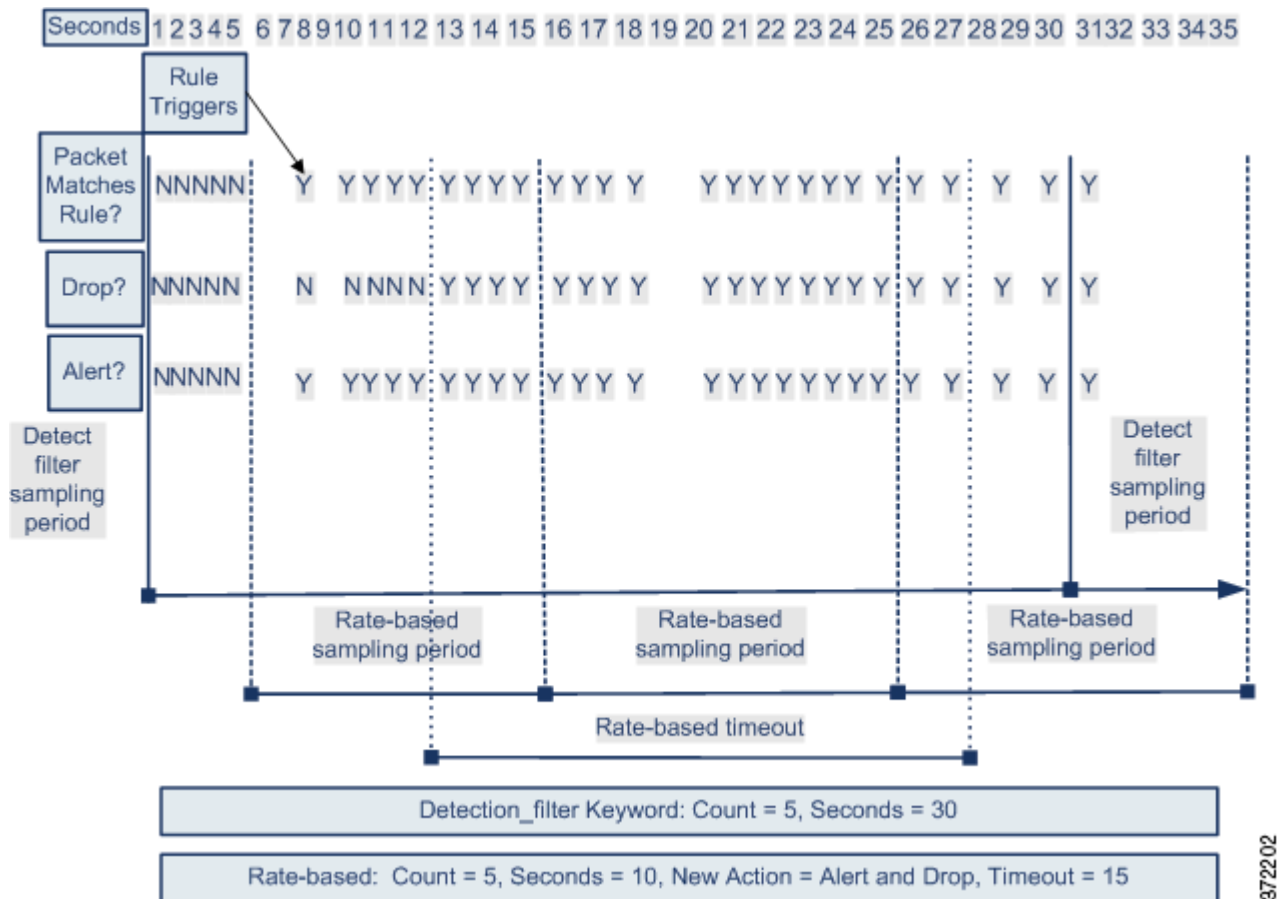 Seconds 1 2 3 4 5 6 7 8 9 10 11 12 13 14 15 16 17 18 19 20 21 22 23 24 25 26 27 28 29 30 31 32 33 34 35
Rule
Triggers
Packet
Matches
Rule?
NNNNN Y Y Y Y Y Y Y Y Y Y Y Y Y Y Y Y Y Y Y Y Y Y Y Y Y
Drop?
NNNNN N N N N N Y Y Y Y Y Y Y Y Y Y Y Y Y Y Y Y Y Y Y Y
Alert?
NNNNN Y Y Y Y Y Y Y Y Y Y Y Y Y Y Y Y Y Y Y Y Y Y Y Y Y
Detect
filter
sampling
period
Detect
filter
sampling
period
Rate-based
sampling period
Rate-based
sampling period
Rate-based
sampling period
Rate-based timeout
Detection_filter Keyword: Count = 5, Seconds = 30
Rate-based: Count = 5, Seconds = 10, New Action = Alert and Drop, Timeout = 15
372202